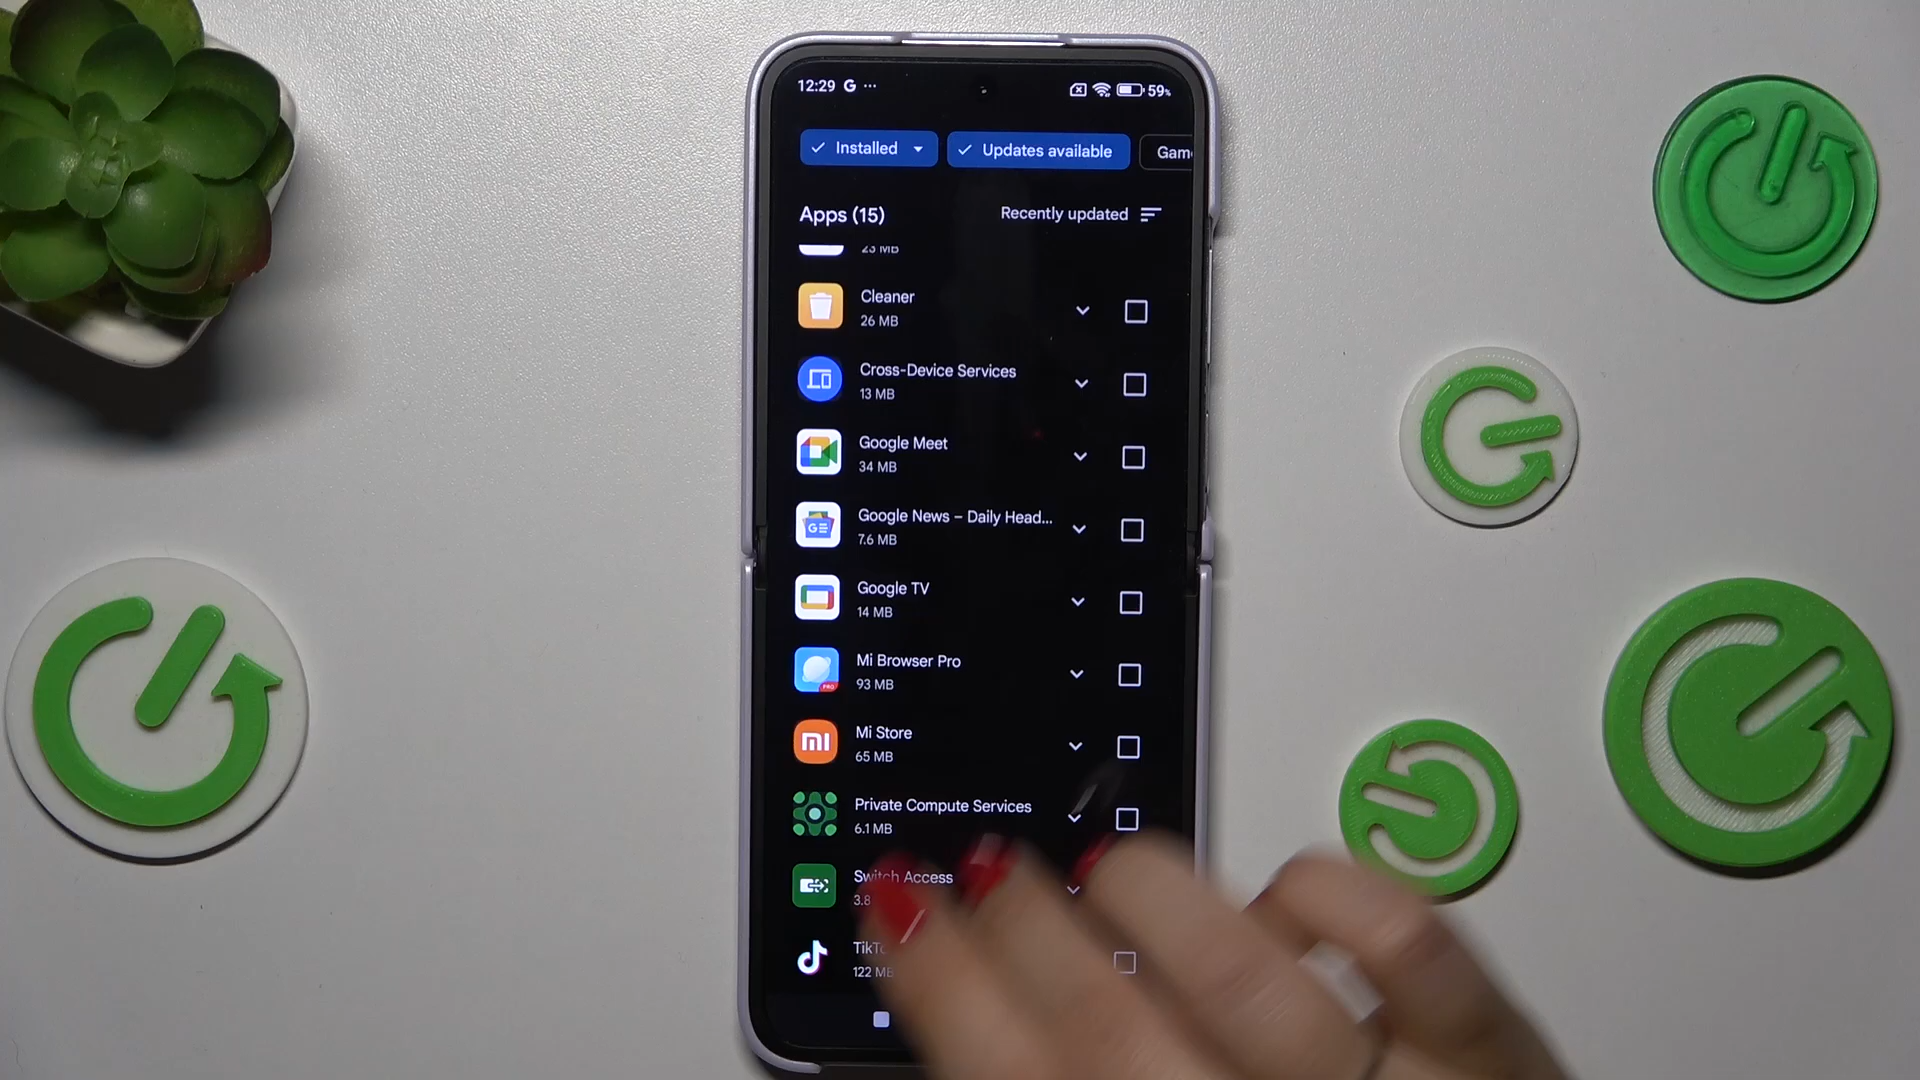 12:29 G ... 59%
Installed Updates available Gam
Apps (15) Recently updated
23 MB
Cleaner
26 MB
Cross-Device Services
13 MB
Google Meet
34 MB
Google News – Daily Head...
7.6 MB
Google TV
14 MB
Mi Browser Pro
93 MB
Mi Store
65 MB
Private Compute Services
6.1 MB
Switch Access
3.8
TikTo
122 MB